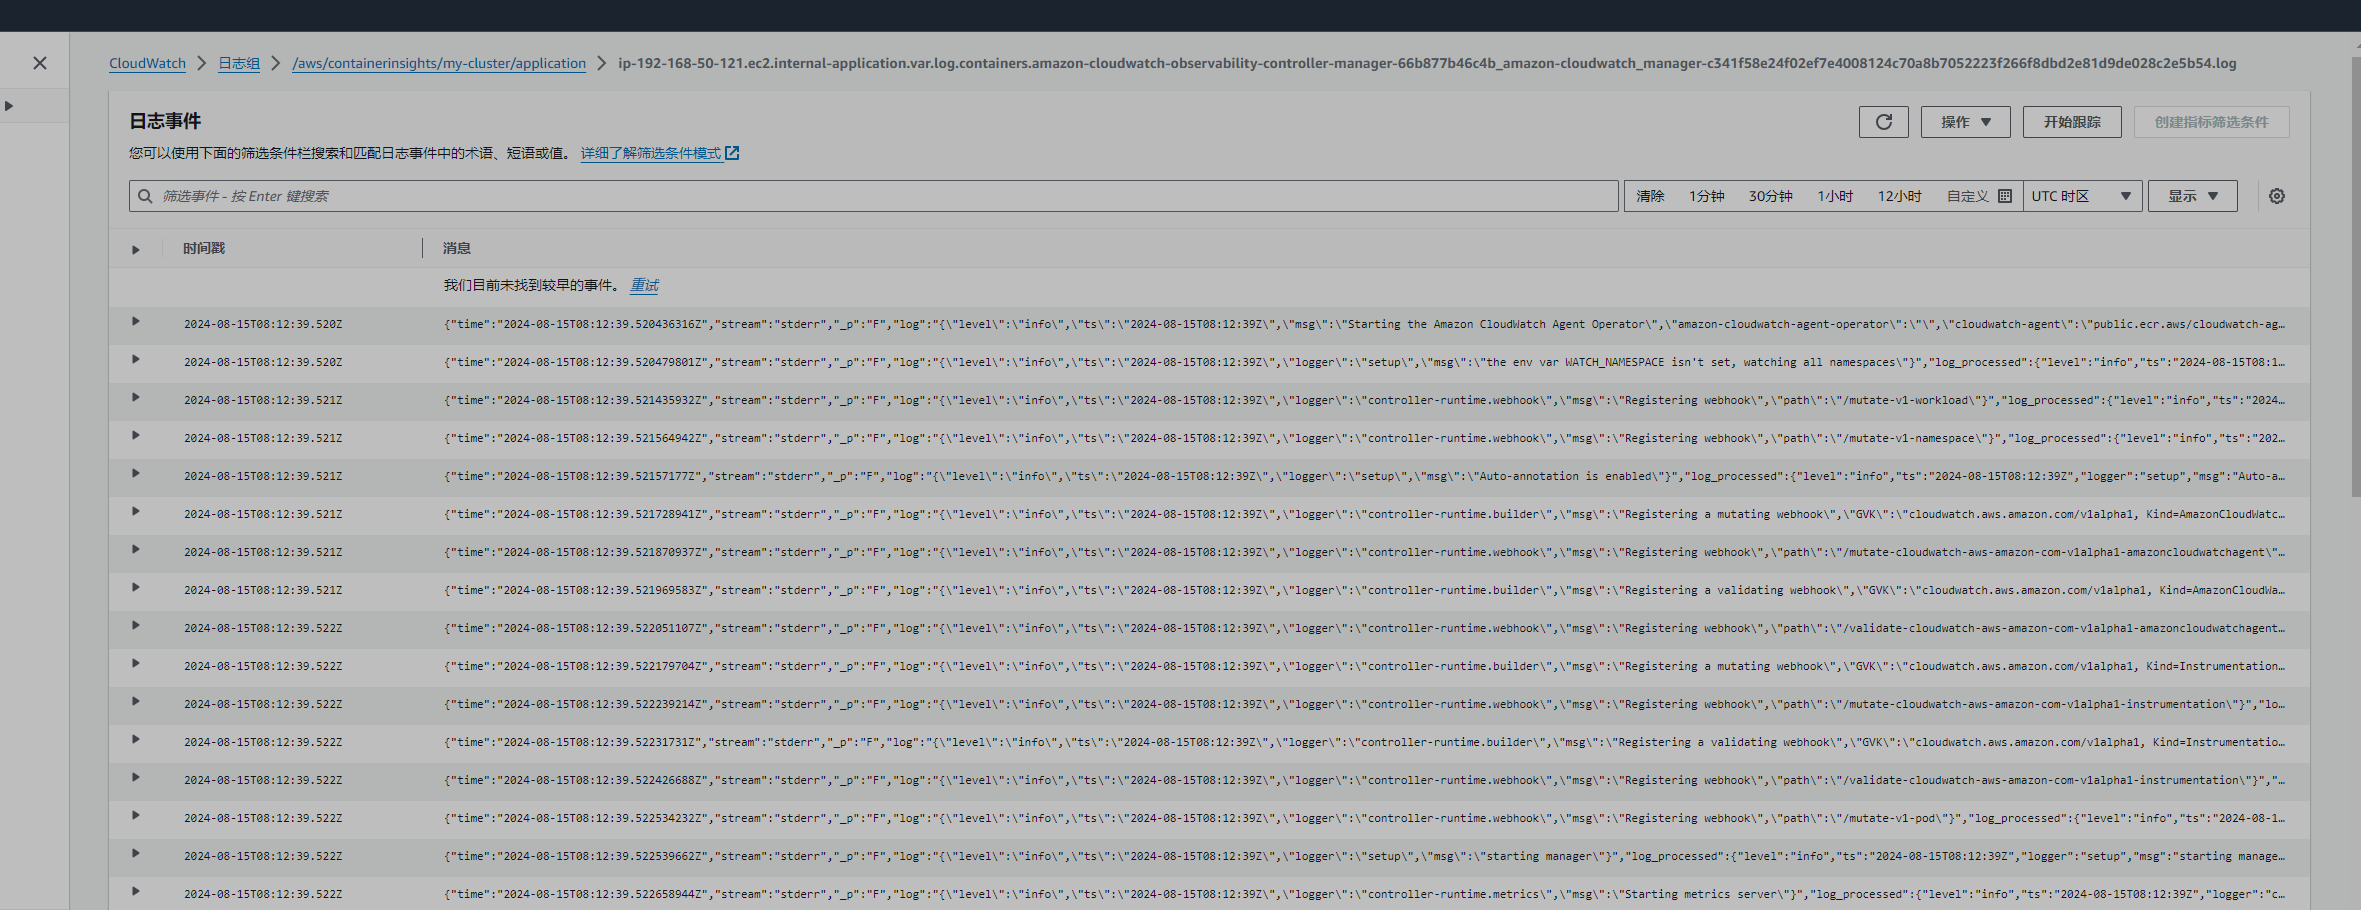 CloudWatch > 日志组 > /aws/containerinsights/my-cluster/application > ip-192-168-50-121.ec2.internal-application.var.log.containers.amazon-cloudwatch-observability-controller-manager-66b877b46c4b_amazon-cloudwatch_manager-c341f58e24f02ef7e4008124c70a8b7052223f266f8dbd2e81d9de028c2e5b54.log
日志事件
操作 开始跟踪 创建指标筛选条件
您可以使用下面的筛选条件栏搜索和匹配日志事件中的术语、短语或值。 详细了解筛选条件模式
筛选事件 - 按 Enter 键搜索 清除 1分钟 30分钟 1小时 12小时 自定义 UTC 时区 显示
时间戳 消息
我们目前未找到较早的事件。 重试
2024-08-15T08:12:39.520Z {"time":"2024-08-15T08:12:39.520436316Z","stream":"stderr","_p":"F","log":"{\"level\":\"info\",\"ts\":\"2024-08-15T08:12:39Z\",\"msg\":\"Starting the Amazon CloudWatch Agent Operator\",\"amazon-cloudwatch-agent-operator\":\"\",\"cloudwatch-agent\":\"public.ecr.aws/cloudwatch-ag…
2024-08-15T08:12:39.520Z {"time":"2024-08-15T08:12:39.520479801Z","stream":"stderr","_p":"F","log":"{\"level\":\"info\",\"ts\":\"2024-08-15T08:12:39Z\",\"logger\":\"setup\",\"msg\":\"the env var WATCH_NAMESPACE isn't set, watching all namespaces\"}","log_processed":{"level":"info","ts":"2024-08-15T08:1…
2024-08-15T08:12:39.521Z {"time":"2024-08-15T08:12:39.521435932Z","stream":"stderr","_p":"F","log":"{\"level\":\"info\",\"ts\":\"2024-08-15T08:12:39Z\",\"logger\":\"controller-runtime.webhook\",\"msg\":\"Registering webhook\",\"path\":\"/mutate-v1-workload\"}","log_processed":{"level":"info","ts":"2024…
2024-08-15T08:12:39.521Z {"time":"2024-08-15T08:12:39.521564942Z","stream":"stderr","_p":"F","log":"{\"level\":\"info\",\"ts\":\"2024-08-15T08:12:39Z\",\"logger\":\"controller-runtime.webhook\",\"msg\":\"Registering webhook\",\"path\":\"/mutate-v1-namespace\"}","log_processed":{"level":"info","ts":"202…
2024-08-15T08:12:39.521Z {"time":"2024-08-15T08:12:39.52157177Z","stream":"stderr","_p":"F","log":"{\"level\":\"info\",\"ts\":\"2024-08-15T08:12:39Z\",\"logger\":\"setup\",\"msg\":\"Auto-annotation is enabled\"}","log_processed":{"level":"info","ts":"2024-08-15T08:12:39Z","logger":"setup","msg":"Auto-a…
2024-08-15T08:12:39.521Z {"time":"2024-08-15T08:12:39.521728941Z","stream":"stderr","_p":"F","log":"{\"level\":\"info\",\"ts\":\"2024-08-15T08:12:39Z\",\"logger\":\"controller-runtime.builder\",\"msg\":\"Registering a mutating webhook\",\"GVK\":\"cloudwatch.aws.amazon.com/v1alpha1, Kind=AmazonCloudWatc…
2024-08-15T08:12:39.521Z {"time":"2024-08-15T08:12:39.521870937Z","stream":"stderr","_p":"F","log":"{\"level\":\"info\",\"ts\":\"2024-08-15T08:12:39Z\",\"logger\":\"controller-runtime.webhook\",\"msg\":\"Registering webhook\",\"path\":\"/mutate-cloudwatch-aws-amazon-com-v1alpha1-amazoncloudwatchagent\"…
2024-08-15T08:12:39.521Z {"time":"2024-08-15T08:12:39.521969583Z","stream":"stderr","_p":"F","log":"{\"level\":\"info\",\"ts\":\"2024-08-15T08:12:39Z\",\"logger\":\"controller-runtime.builder\",\"msg\":\"Registering a validating webhook\",\"GVK\":\"cloudwatch.aws.amazon.com/v1alpha1, Kind=AmazonCloudWa…
2024-08-15T08:12:39.522Z {"time":"2024-08-15T08:12:39.522051107Z","stream":"stderr","_p":"F","log":"{\"level\":\"info\",\"ts\":\"2024-08-15T08:12:39Z\",\"logger\":\"controller-runtime.webhook\",\"msg\":\"Registering webhook\",\"path\":\"/validate-cloudwatch-aws-amazon-com-v1alpha1-amazoncloudwatchagent…
2024-08-15T08:12:39.522Z {"time":"2024-08-15T08:12:39.522179704Z","stream":"stderr","_p":"F","log":"{\"level\":\"info\",\"ts\":\"2024-08-15T08:12:39Z\",\"logger\":\"controller-runtime.builder\",\"msg\":\"Registering a mutating webhook\",\"GVK\":\"cloudwatch.aws.amazon.com/v1alpha1, Kind=Instrumentation…
2024-08-15T08:12:39.522Z {"time":"2024-08-15T08:12:39.522239214Z","stream":"stderr","_p":"F","log":"{\"level\":\"info\",\"ts\":\"2024-08-15T08:12:39Z\",\"logger\":\"controller-runtime.webhook\",\"msg\":\"Registering webhook\",\"path\":\"/mutate-cloudwatch-aws-amazon-com-v1alpha1-instrumentation\"}","lo…
2024-08-15T08:12:39.522Z {"time":"2024-08-15T08:12:39.52231731Z","stream":"stderr","_p":"F","log":"{\"level\":\"info\",\"ts\":\"2024-08-15T08:12:39Z\",\"logger\":\"controller-runtime.builder\",\"msg\":\"Registering a validating webhook\",\"GVK\":\"cloudwatch.aws.amazon.com/v1alpha1, Kind=Instrumentatio…
2024-08-15T08:12:39.522Z {"time":"2024-08-15T08:12:39.522426688Z","stream":"stderr","_p":"F","log":"{\"level\":\"info\",\"ts\":\"2024-08-15T08:12:39Z\",\"logger\":\"controller-runtime.webhook\",\"msg\":\"Registering webhook\",\"path\":\"/validate-cloudwatch-aws-amazon-com-v1alpha1-instrumentation\"}","…
2024-08-15T08:12:39.522Z {"time":"2024-08-15T08:12:39.522534232Z","stream":"stderr","_p":"F","log":"{\"level\":\"info\",\"ts\":\"2024-08-15T08:12:39Z\",\"logger\":\"controller-runtime.webhook\",\"msg\":\"Registering webhook\",\"path\":\"/mutate-v1-pod\"}","log_processed":{"level":"info","ts":"2024-08-1…
2024-08-15T08:12:39.522Z {"time":"2024-08-15T08:12:39.522539662Z","stream":"stderr","_p":"F","log":"{\"level\":\"info\",\"ts\":\"2024-08-15T08:12:39Z\",\"logger\":\"setup\",\"msg\":\"starting manager\"}","log_processed":{"level":"info","ts":"2024-08-15T08:12:39Z","logger":"setup","msg":"starting manage…
2024-08-15T08:12:39.522Z {"time":"2024-08-15T08:12:39.522658944Z","stream":"stderr","_p":"F","log":"{\"level\":\"info\",\"ts\":\"2024-08-15T08:12:39Z\",\"logger\":\"controller-runtime.metrics\",\"msg\":\"Starting metrics server\"}","log_processed":{"level":"info","ts":"2024-08-15T08:12:39Z","logger":"c…